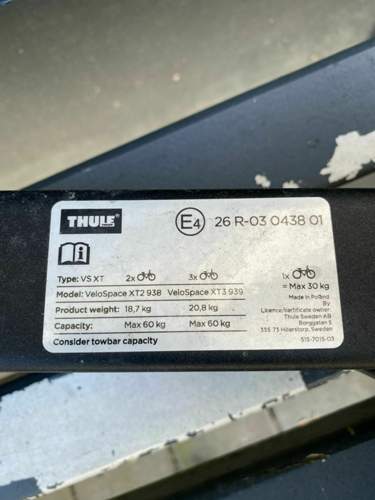 THULE
E4 26 R-03 0438 01
Type: VS XT 2x 3x 1x
= Max 30 kg
Model: VeloSpace XT2 938 VeloSpace XT3 939
Product weight: 18,7 kg 20,8 kg
Capacity: Max 60 kg Max 60 kg
Consider towbar capacity
Made in Poland
By
Licence/certificate owner:
Thule Sweden AB
Borggatan 5
335 73 Hillerstorp, Sweden
515-7015-03